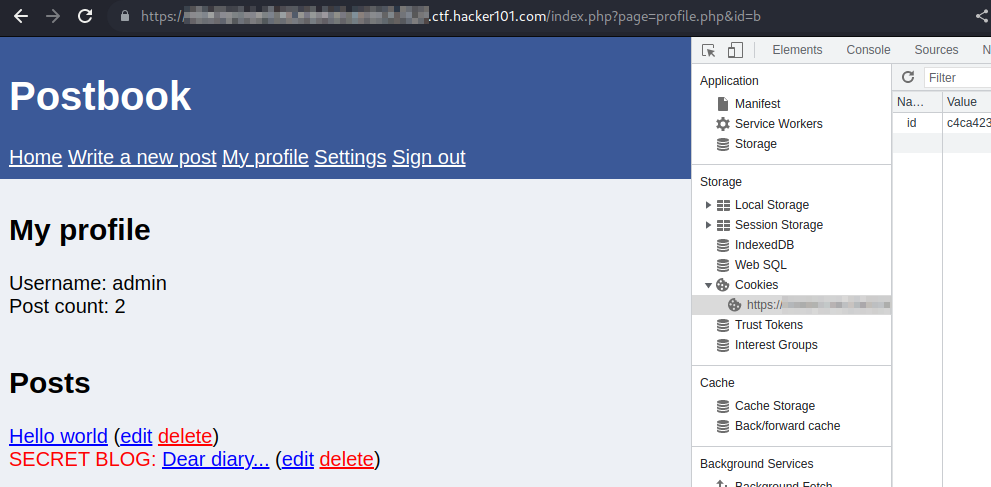 https:// .ctf.hacker101.com/index.php?page=profile.php&id=b
Postbook
Home Write a new post My profile Settings Sign out
My profile
Username: admin
Post count: 2
Posts
Hello world (edit delete)
SECRET BLOG: Dear diary... (edit delete)
Elements Console Sources N
Application
Manifest
Service Workers
Storage
Storage
Local Storage
Session Storage
IndexedDB
Web SQL
Cookies
https://
Trust Tokens
Interest Groups
Cache
Cache Storage
Back/forward cache
Background Services
Background Fetch
Filter
Na... Value
id c4ca423